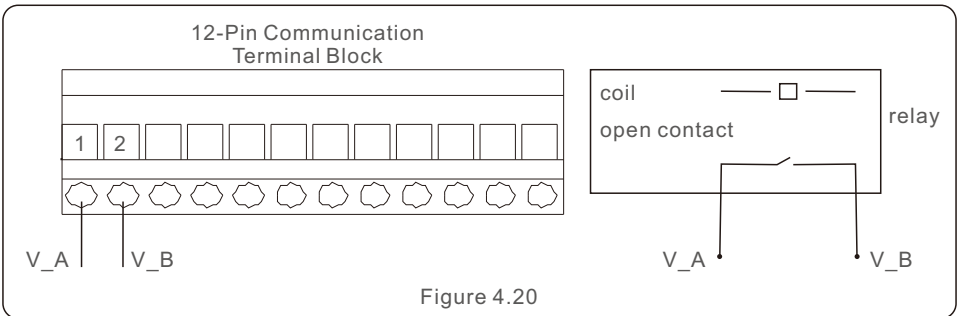 12-Pin Communication
Terminal Block
1 2
V_A V_B
coil
open contact
relay
V_A V_B
Figure 4.20